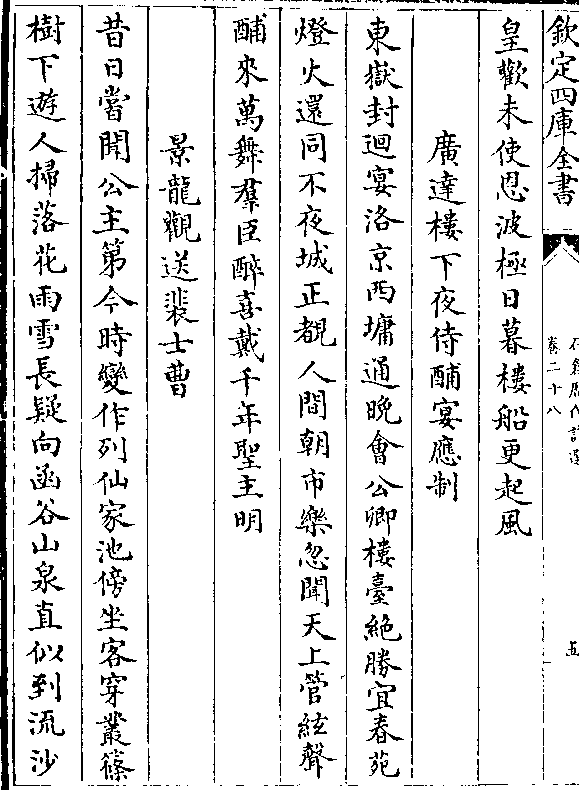 欽定四庫全書
卷二十八
五
皇歡未使恩波極日暮樓船更起風
廣達樓下夜侍酺宴應制
東嶽封迴宴洛京西墉通晚會公卿樓臺絶勝宜春苑
燈火還同不夜城正覩人間朝市樂忽聞天上管絃聲
酺來萬舞羣臣醉喜戴千年聖主明
景龍觀送裴士曹
昔日嘗聞公主第今時變作列仙家池傍坐客穿叢篠
樹下遊人掃落花雨雪長疑向函谷山泉直似到流沙